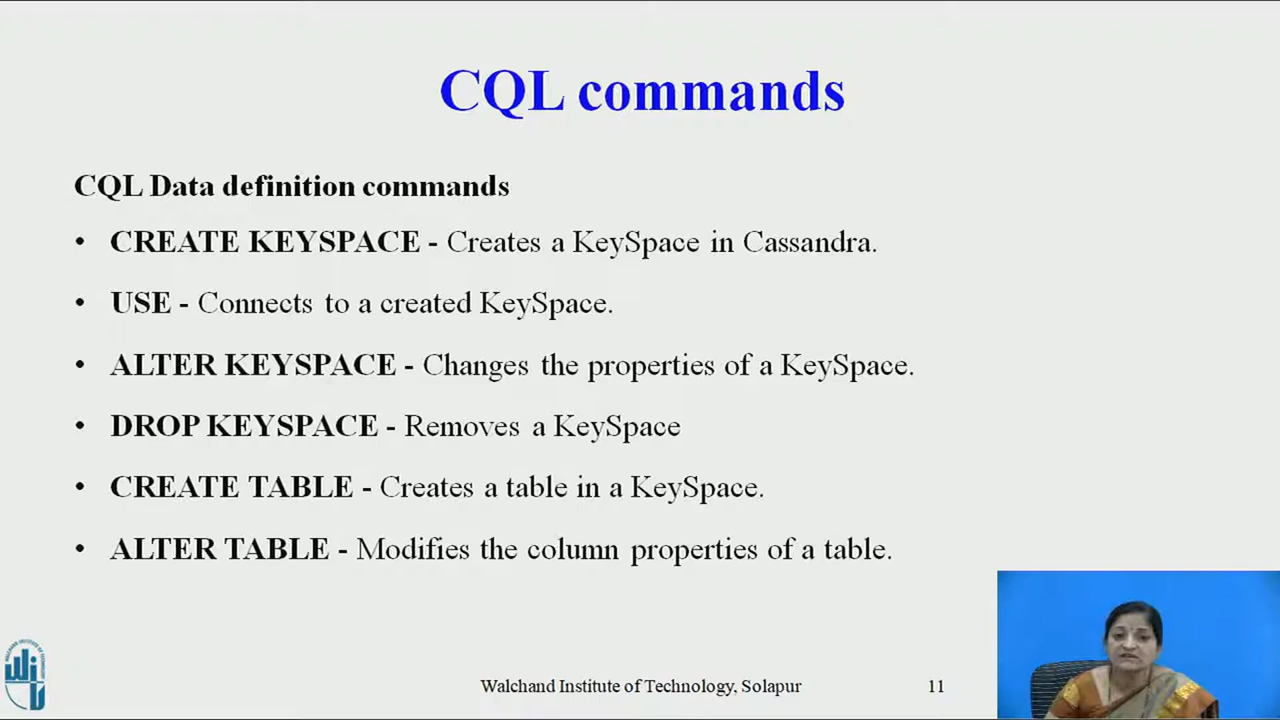 CQL commands
CQL Data definition commands
• CREATE KEYSPACE - Creates a KeySpace in Cassandra.
• USE - Connects to a created KeySpace.
• ALTER KEYSPACE - Changes the properties of a KeySpace.
• DROP KEYSPACE - Removes a KeySpace
• CREATE TABLE - Creates a table in a KeySpace.
• ALTER TABLE - Modifies the column properties of a table.
Walchand Institute of Technology, Solapur
11